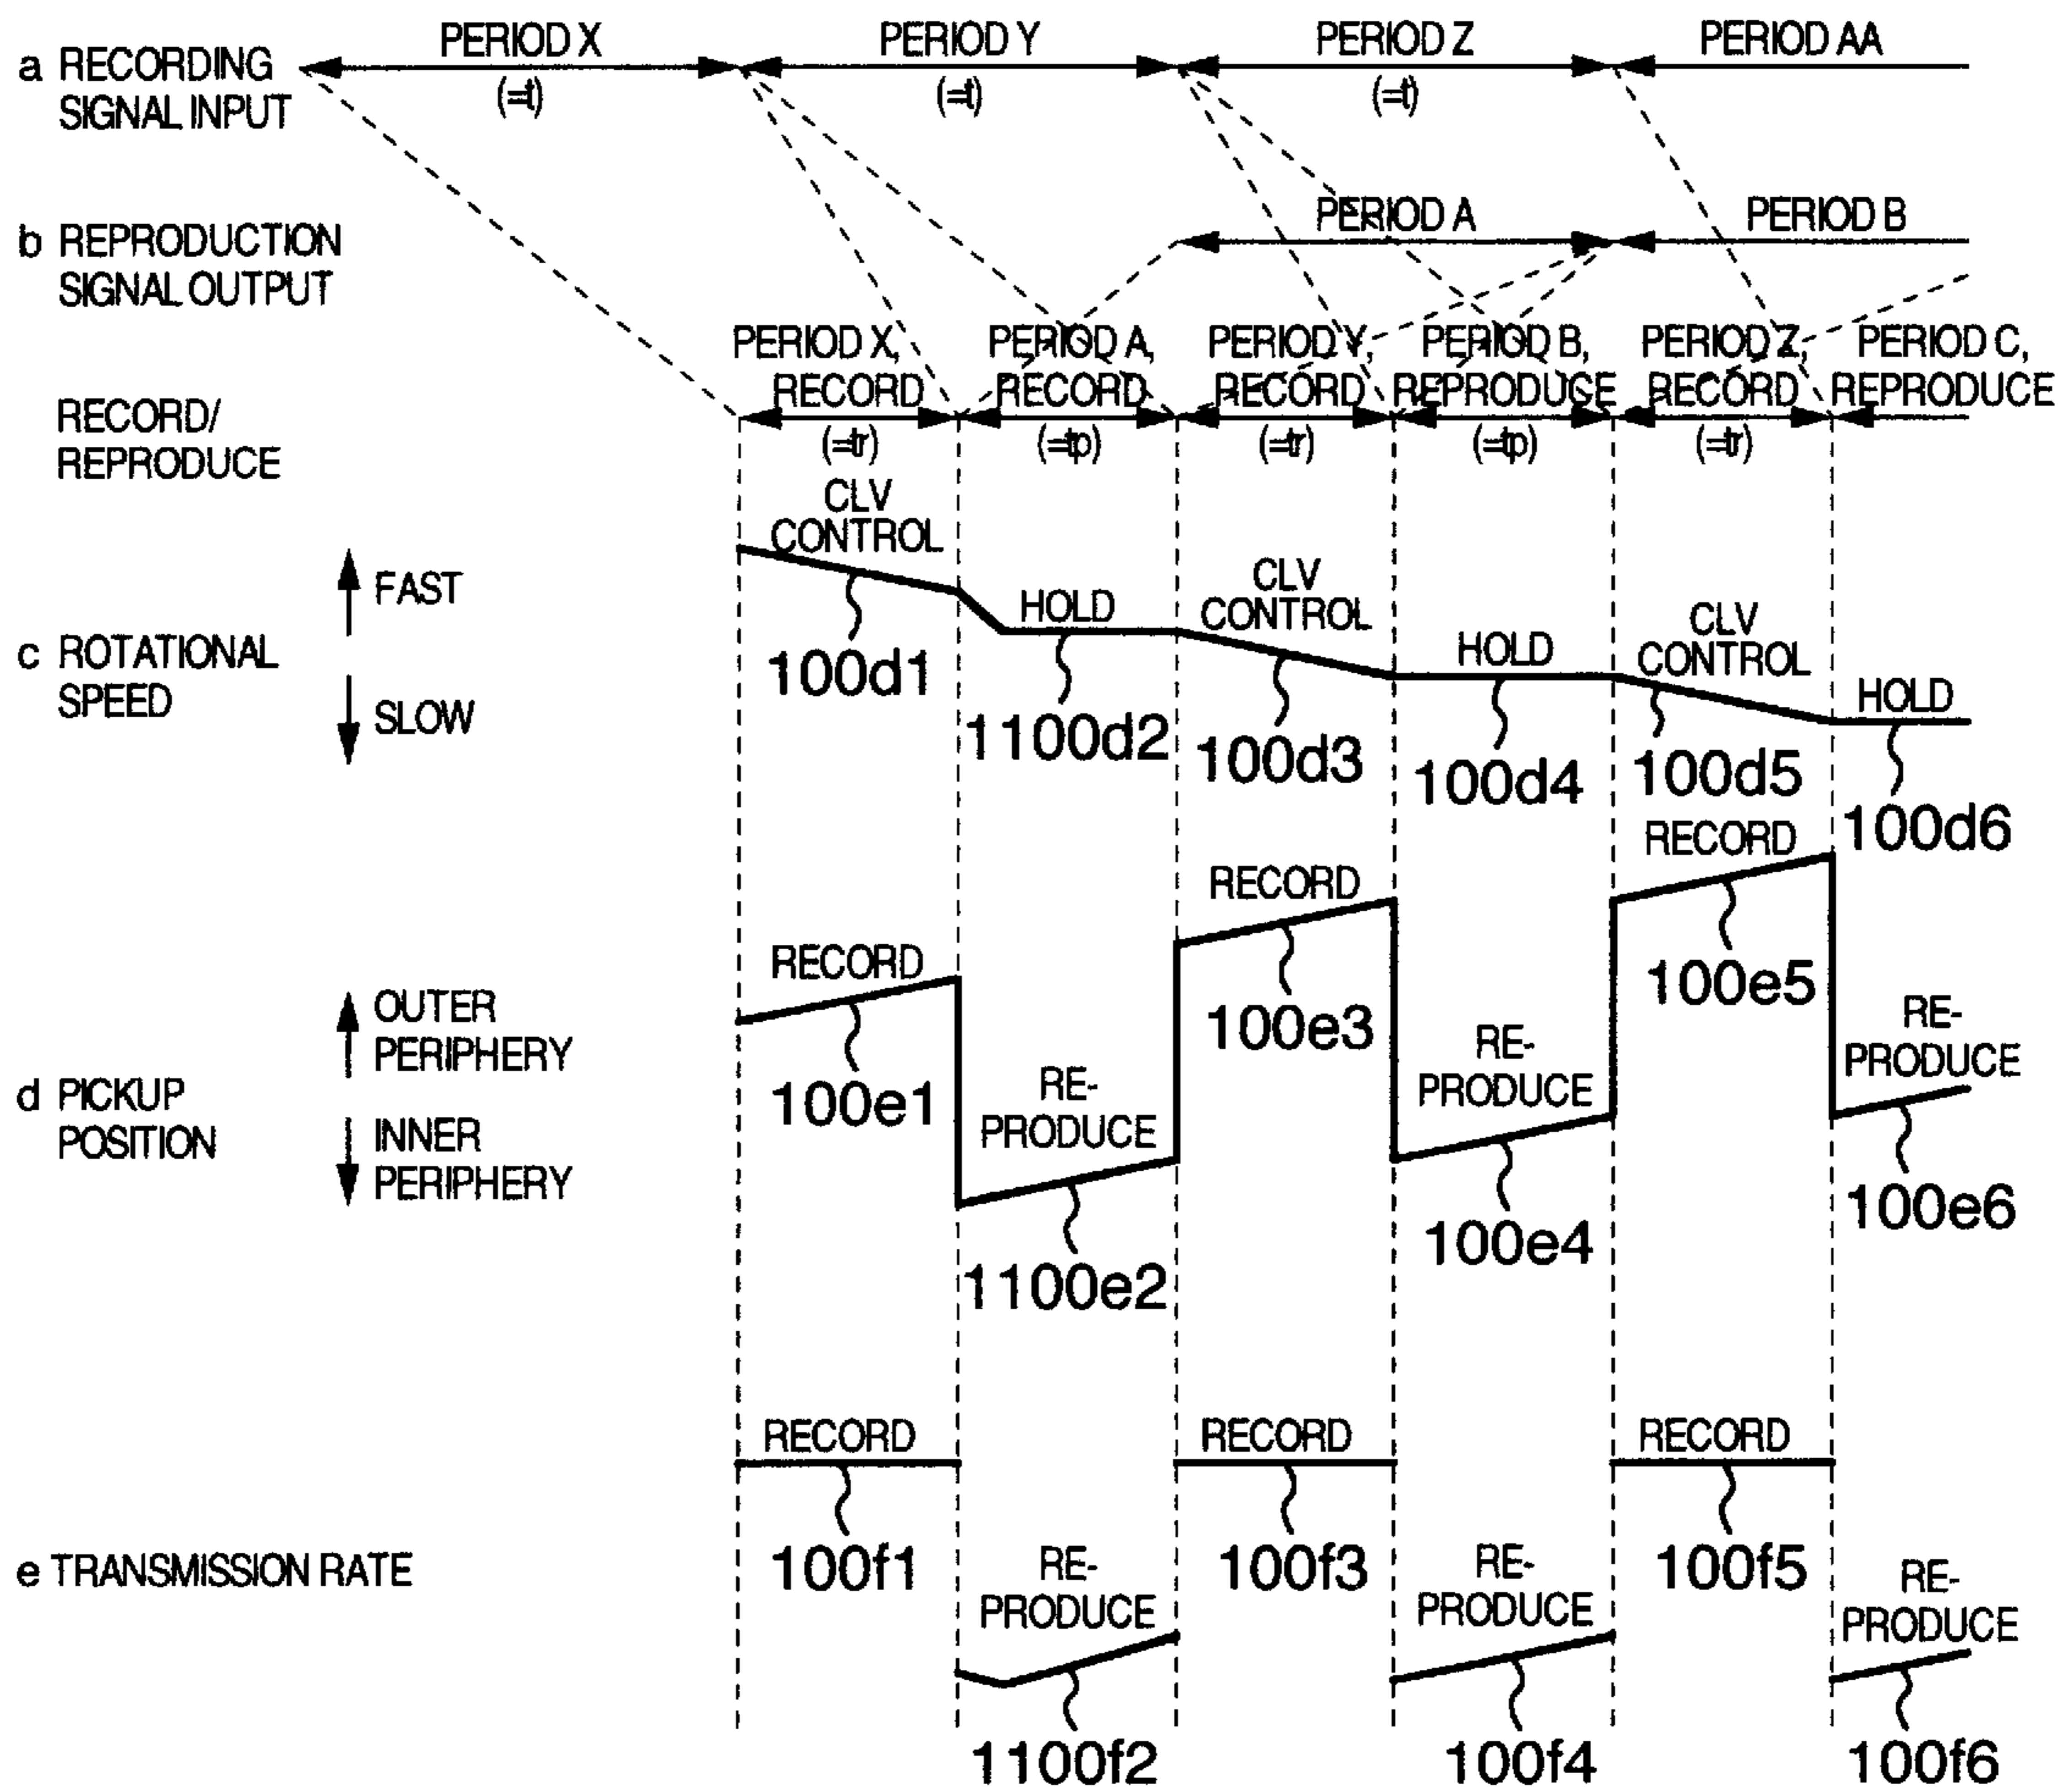 PERIOD X
PERIOD Y
PERIOD Z
PERIOD AA
a RECORDING
SIGNAL INPUT
(=t)
(=t)
(=t)
PERIOD A
PERIOD B
b REPRODUCTION
SIGNAL OUTPUT
PERIOD X,
RECORD
PERIOD A,
RECORD
PERIOD Y,
RECORD
PERIOD B,
REPRODUCE
PERIOD Z,
RECORD
PERIOD C,
REPRODUCE
RECORD/
REPRODUCE
(=tr)
(=tp)
(=tr)
(=tp)
(=tr)
CLV
CONTROL
HOLD
CLV
CONTROL
HOLD
CLV
CONTROL
HOLD
FAST
c ROTATIONAL
SPEED
SLOW
100d1
1100d2
100d3
100d4
100d5
100d6
RECORD
RECORD
RECORD
100e1
100e3
100e5
OUTER
PERIPHERY
d PICKUP
POSITION
INNER
PERIPHERY
RE-
PRODUCE
RE-
PRODUCE
RE-
PRODUCE
1100e2
100e4
100e6
RECORD
RECORD
RECORD
100f1
100f3
100f5
e TRANSMISSION RATE
RE-
PRODUCE
RE-
PRODUCE
RE-
PRODUCE
1100f2
100f4
100f6